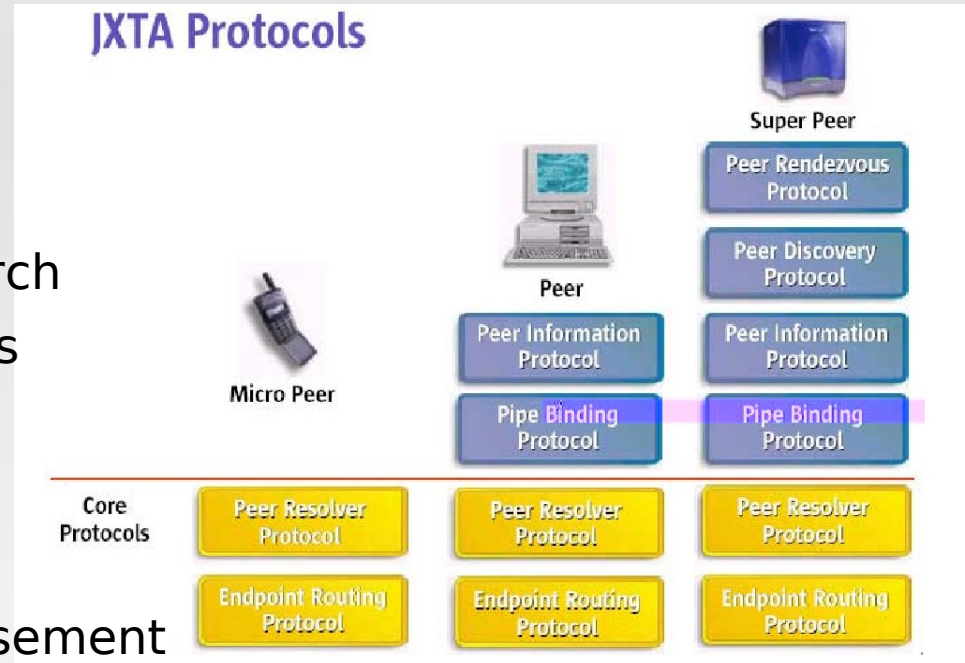 JXTA Protocols
Super Peer
Peer Rendezvous
Protocol
Peer Discovery
Protocol
rch
s
Peer
Micro Peer
Peer Information
Protocol
Peer Information
Protocol
Pipe Binding
Protocol
Pipe Binding
Protocol
Core
Protocols
Peer Resolver
Protocol
Peer Resolver
Protocol
Peer Resolver
Protocol
Endpoint Routing
Protocol
Endpoint Routing
Protocol
Endpoint Routing
Protocol
sement